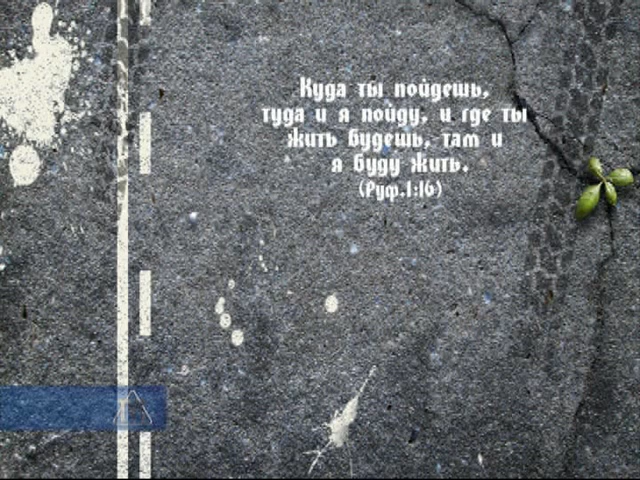 Куда ты пойдешь,
туда и я пойду, и где ты
жить будешь, там и
я буду жить.
(Руф.1:16)